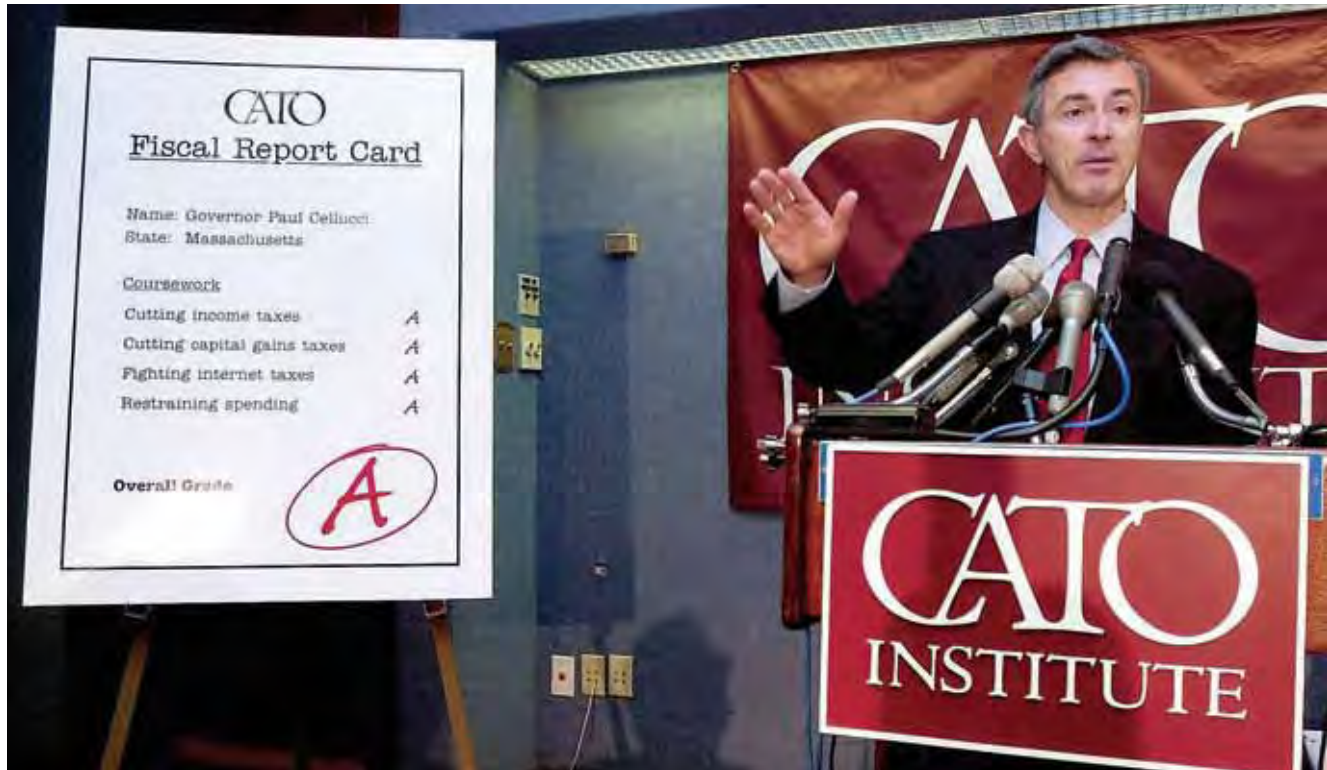 CATO
Fiscal Report Card
Name: Governor Paul Cellucci
State: Massachusetts
Coursework
Cutting income taxes A
Cutting capital gains taxes A
Fighting internet taxes A
Restraining spending A
Overall Grade A
CATO
CATO
INSTITUTE